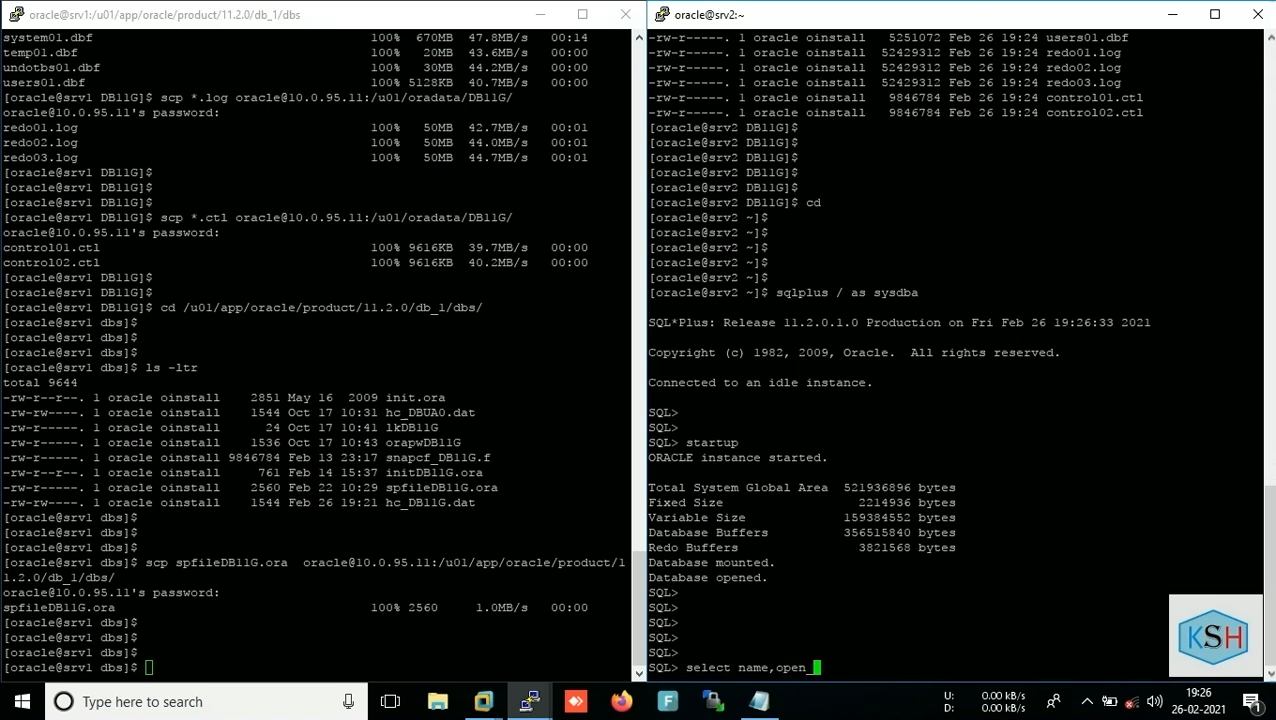 oracle@srv1:/u01/app/oracle/product/11.2.0/db_1/dbs
system01.dbf 100% 670MB 47.8MB/s 00:14
temp01.dbf 100% 20MB 43.6MB/s 00:00
undotbs01.dbf 100% 30MB 44.2MB/s 00:00
users01.dbf 100% 5128KB 40.7MB/s 00:00
[oracle@srv1 DB11G]$ scp *.log oracle@10.0.95.11:/u01/oradata/DB11G/
oracle@10.0.95.11's password:
redo01.log 100% 50MB 42.7MB/s 00:01
redo02.log 100% 50MB 44.0MB/s 00:01
redo03.log 100% 50MB 44.7MB/s 00:01
[oracle@srv1 DB11G]$
[oracle@srv1 DB11G]$
[oracle@srv1 DB11G]$
[oracle@srv1 DB11G]$ scp *.ctl oracle@10.0.95.11:/u01/oradata/DB11G/
oracle@10.0.95.11's password:
control01.ctl 100% 9616KB 39.7MB/s 00:00
control02.ctl 100% 9616KB 40.2MB/s 00:00
[oracle@srv1 DB11G]$
[oracle@srv1 DB11G]$
[oracle@srv1 DB11G]$ cd /u01/app/oracle/product/11.2.0/db_1/dbs/
[oracle@srv1 dbs]$
[oracle@srv1 dbs]$
[oracle@srv1 dbs]$
[oracle@srv1 dbs]$ ls -ltr
total 9644
-rw-r--r--. 1 oracle oinstall 2851 May 16 2009 init.ora
-rw-rw----. 1 oracle oinstall 1544 Oct 17 10:31 hc_DBUA0.dat
-rw-r-----. 1 oracle oinstall 24 Oct 17 10:41 lkDB11G
-rw-r-----. 1 oracle oinstall 1536 Oct 17 10:43 orapwDB11G
-rw-r-----. 1 oracle oinstall 9846784 Feb 13 23:17 snapcf_DB11G.f
-rw-r--r--. 1 oracle oinstall 761 Feb 14 15:37 initDB11G.ora
-rw-r-----. 1 oracle oinstall 2560 Feb 22 10:29 spfileDB11G.ora
-rw-rw----. 1 oracle oinstall 1544 Feb 26 19:21 hc_DB11G.dat
[oracle@srv1 dbs]$
[oracle@srv1 dbs]$
[oracle@srv1 dbs]$
[oracle@srv1 dbs]$ scp spfileDB11G.ora oracle@10.0.95.11:/u01/app/oracle/product/1
1.2.0/db_1/dbs/
oracle@10.0.95.11's password:
spfileDB11G.ora 100% 2560 1.0MB/s 00:00
[oracle@srv1 dbs]$
[oracle@srv1 dbs]$
[oracle@srv1 dbs]$
[oracle@srv1 dbs]$
oracle@srv2:~
-rw-r-----. 1 oracle oinstall 5251072 Feb 26 19:24 users01.dbf
-rw-r-----. 1 oracle oinstall 52429312 Feb 26 19:24 redo01.log
-rw-r-----. 1 oracle oinstall 52429312 Feb 26 19:24 redo02.log
-rw-r-----. 1 oracle oinstall 52429312 Feb 26 19:24 redo03.log
-rw-r-----. 1 oracle oinstall 9846784 Feb 26 19:24 control01.ctl
-rw-r-----. 1 oracle oinstall 9846784 Feb 26 19:24 control02.ctl
[oracle@srv2 DB11G]$
[oracle@srv2 DB11G]$
[oracle@srv2 DB11G]$
[oracle@srv2 DB11G]$
[oracle@srv2 DB11G]$
[oracle@srv2 DB11G]$ cd
[oracle@srv2 ~]$
[oracle@srv2 ~]$
[oracle@srv2 ~]$
[oracle@srv2 ~]$
[oracle@srv2 ~]$
[oracle@srv2 ~]$ sqlplus / as sysdba
SQL*Plus: Release 11.2.0.1.0 Production on Fri Feb 26 19:26:33 2021
Copyright (c) 1982, 2009, Oracle. All rights reserved.
Connected to an idle instance.
SQL>
SQL>
SQL> startup
ORACLE instance started.
Total System Global Area 521936896 bytes
Fixed Size 2214936 bytes
Variable Size 159384552 bytes
Database Buffers 356515840 bytes
Redo Buffers 3821568 bytes
Database mounted.
Database opened.
SQL>
SQL>
SQL>
SQL>
SQL>
SQL> select name,open_
KSH
Type here to search
U: 0.00 kB/s
D: 0.00 kB/s
19:26
26-02-2021
1